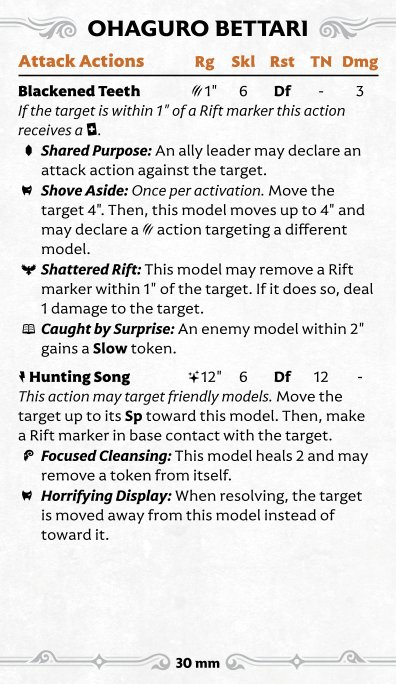 OHAGURO BETTARI
Attack Actions Rg Skl Rst TN Dmg
Blackened Teeth 1" 6 Df - 3
If the target is within 1" of a Rift marker this action
receives a .
Shared Purpose: An ally leader may declare an
attack action against the target.
Shove Aside: Once per activation. Move the
target 4". Then, this model moves up to 4" and
may declare a action targeting a different
model.
Shattered Rift: This model may remove a Rift
marker within 1" of the target. If it does so, deal
1 damage to the target.
Caught by Surprise: An enemy model within 2"
gains a Slow token.
Hunting Song 12" 6 Df 12 -
This action may target friendly models. Move the
target up to its Sp toward this model. Then, make
a Rift marker in base contact with the target.
Focused Cleansing: This model heals 2 and may
remove a token from itself.
Horrifying Display: When resolving, the target
is moved away from this model instead of
toward it.
30 mm